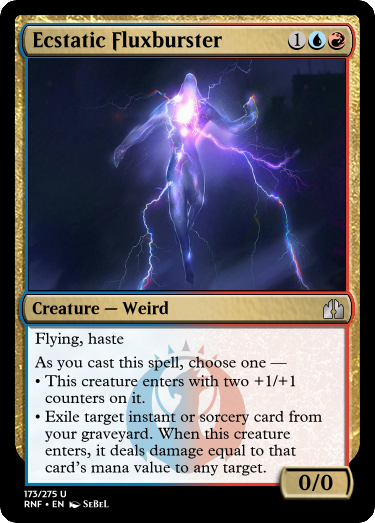 Ecstatic Fluxburster 1
Creature — Weird
Flying, haste
As you cast this spell, choose one —
• This creature enters with two +1/+1
counters on it.
• Exile target instant or sorcery card from
your graveyard. When this creature
enters, it deals damage equal to that
card's mana value to any target.
0/0
173/275 U
RNF • EN SEBEL